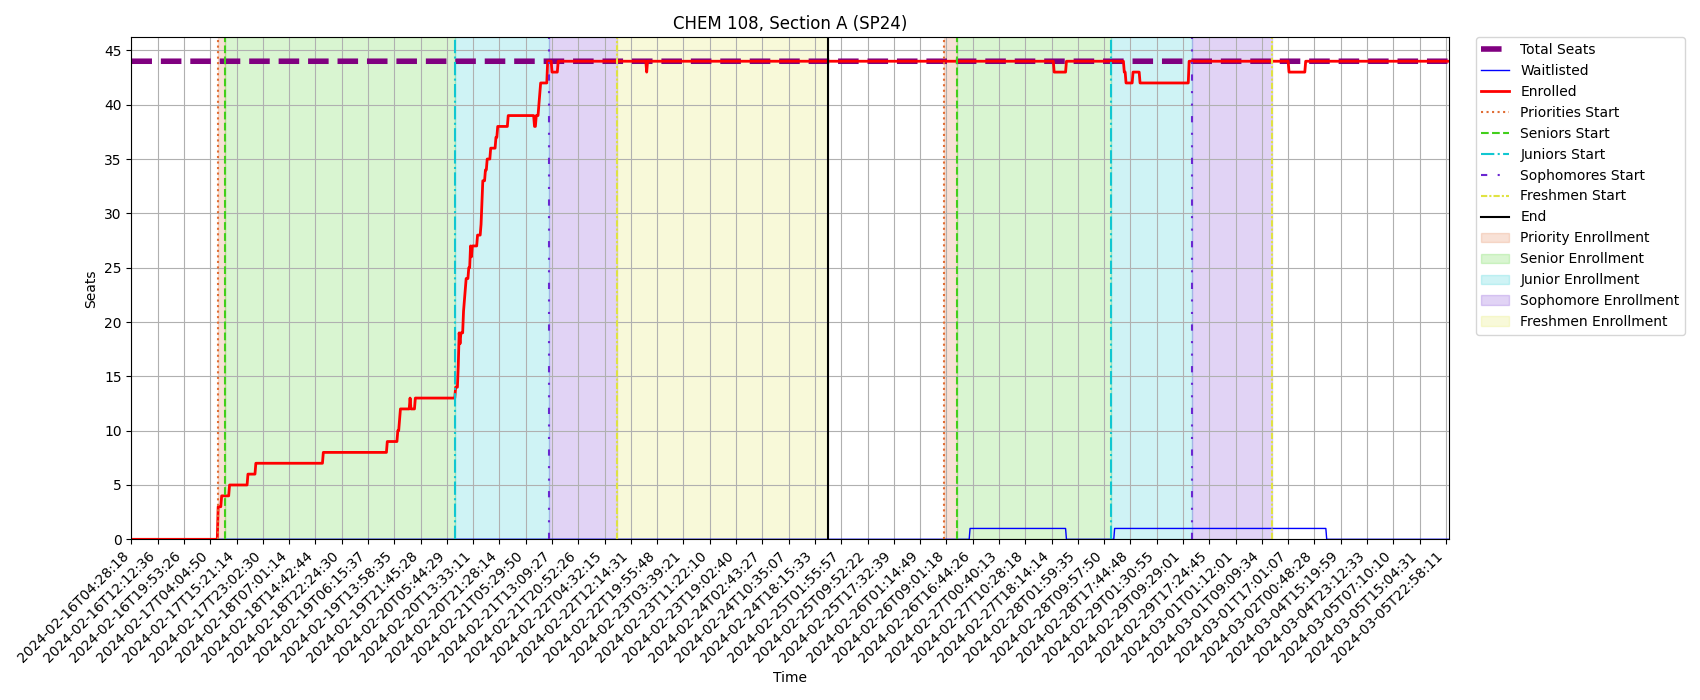 CHEM 108, Section A (SP24)
Seats
45
40
35
30
25
20
15
10
5
0
2024-02-16T04:28:18
2024-02-16T12:12:36
2024-02-16T19:53:26
2024-02-17T04:04:50
2024-02-17T15:21:14
2024-02-17T23:02:30
2024-02-18T07:01:14
2024-02-18T14:42:44
2024-02-18T22:24:30
2024-02-19T06:15:37
2024-02-19T13:58:35
2024-02-19T21:45:28
2024-02-20T05:44:29
2024-02-20T13:33:11
2024-02-20T21:28:14
2024-02-21T05:29:50
2024-02-21T13:09:27
2024-02-21T20:52:26
2024-02-22T04:32:15
2024-02-22T12:14:31
2024-02-22T19:55:48
2024-02-23T03:39:21
2024-02-23T11:22:10
2024-02-23T19:02:40
2024-02-24T02:43:27
2024-02-24T10:35:07
2024-02-24T18:15:33
2024-02-25T01:55:57
2024-02-25T09:52:22
2024-02-25T17:32:39
2024-02-26T01:14:49
2024-02-26T09:01:18
2024-02-26T16:44:26
2024-02-27T00:40:13
2024-02-27T10:28:18
2024-02-27T18:14:14
2024-02-28T01:59:35
2024-02-28T09:57:50
2024-02-28T17:44:48
2024-02-29T01:30:55
2024-02-29T09:29:01
2024-02-29T17:24:45
2024-03-01T01:12:01
2024-03-01T09:09:34
2024-03-01T17:01:07
2024-03-02T00:48:28
2024-03-04T15:19:59
2024-03-04T23:12:33
2024-03-05T07:10:10
2024-03-05T15:04:31
2024-03-05T22:58:11
Time
Total Seats
Waitlisted
Enrolled
Priorities Start
Seniors Start
Juniors Start
Sophomores Start
Freshmen Start
End
Priority Enrollment
Senior Enrollment
Junior Enrollment
Sophomore Enrollment
Freshmen Enrollment